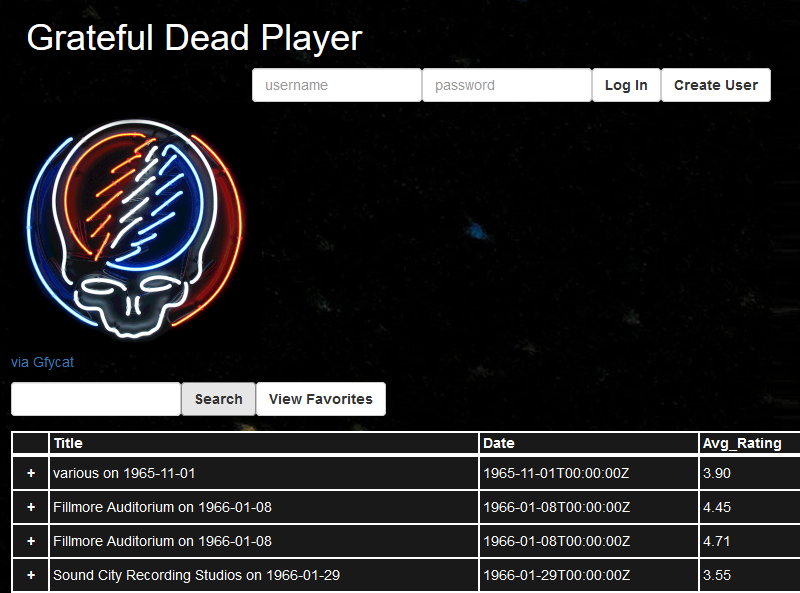 Grateful Dead Player
username password Log In Create User
via Gfycat
Search View Favorites
Title Date Avg_Rating
+ various on 1965-11-01 1965-11-01T00:00:00Z 3.90
+ Fillmore Auditorium on 1966-01-08 1966-01-08T00:00:00Z 4.45
+ Fillmore Auditorium on 1966-01-08 1966-01-08T00:00:00Z 4.71
+ Sound City Recording Studios on 1966-01-29 1966-01-29T00:00:00Z 3.55